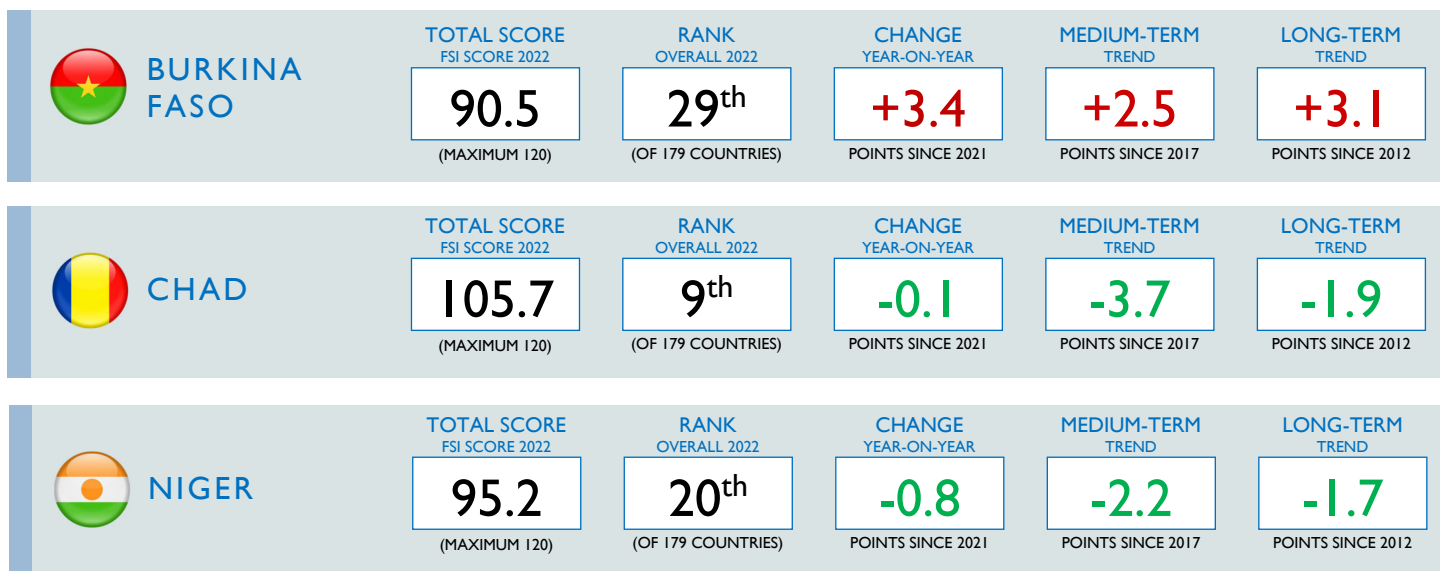 BURKINA
FASO
TOTAL SCORE
FSI SCORE 2022
90.5
(MAXIMUM 120)
RANK
OVERALL 2022
29th
(OF 179 COUNTRIES)
CHANGE
YEAR-ON-YEAR
+3.4
POINTS SINCE 2021
MEDIUM-TERM
TREND
+2.5
POINTS SINCE 2017
LONG-TERM
TREND
+3.1
POINTS SINCE 2012
CHAD
TOTAL SCORE
FSI SCORE 2022
105.7
(MAXIMUM 120)
RANK
OVERALL 2022
9th
(OF 179 COUNTRIES)
CHANGE
YEAR-ON-YEAR
-0.1
POINTS SINCE 2021
MEDIUM-TERM
TREND
-3.7
POINTS SINCE 2017
LONG-TERM
TREND
-1.9
POINTS SINCE 2012
NIGER
TOTAL SCORE
FSI SCORE 2022
95.2
(MAXIMUM 120)
RANK
OVERALL 2022
20th
(OF 179 COUNTRIES)
CHANGE
YEAR-ON-YEAR
-0.8
POINTS SINCE 2021
MEDIUM-TERM
TREND
-2.2
POINTS SINCE 2017
LONG-TERM
TREND
-1.7
POINTS SINCE 2012